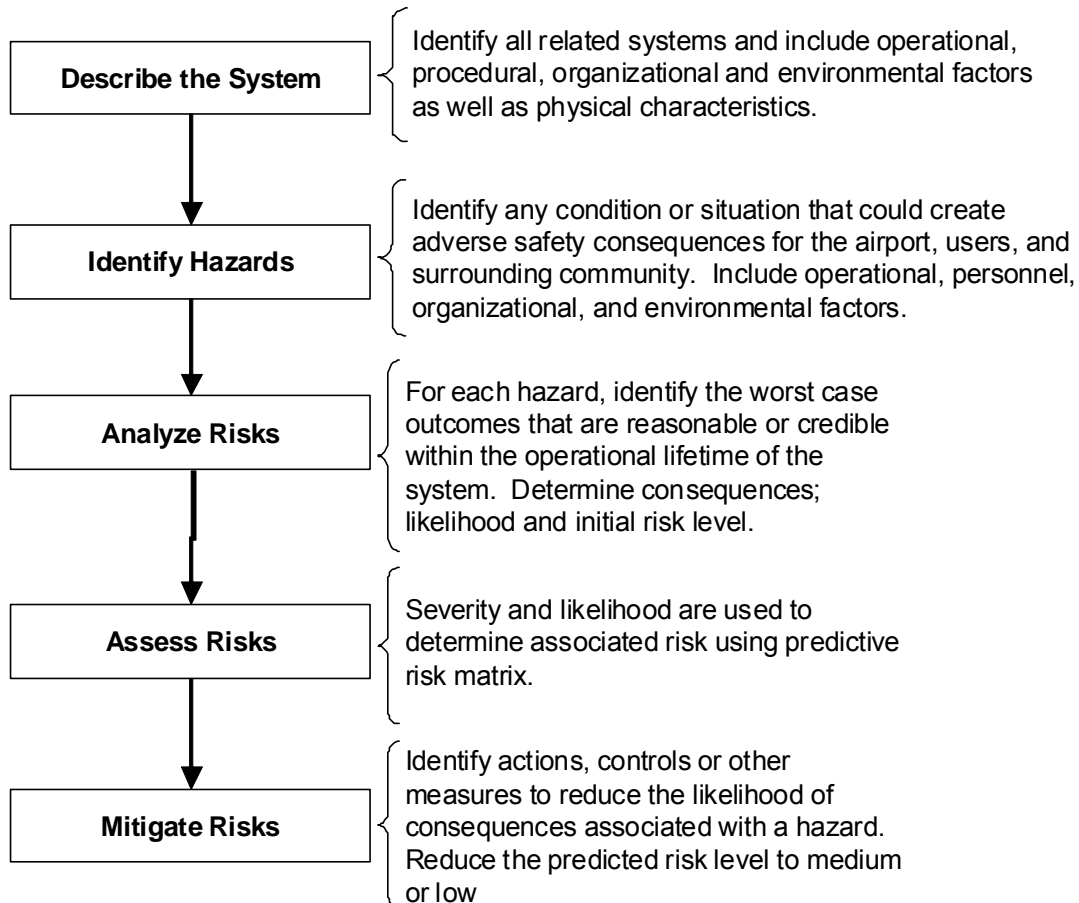 Describe the System
Identify all related systems and include operational,
procedural, organizational and environmental factors
as well as physical characteristics.
Identify Hazards
Identify any condition or situation that could create
adverse safety consequences for the airport, users, and
surrounding community.  Include operational, personnel,
organizational, and environmental factors.
Analyze Risks
For each hazard, identify the worst case
outcomes that are reasonable or credible
within the operational lifetime of the
system.  Determine consequences;
likelihood and initial risk level.
Assess Risks
Severity and likelihood are used to
determine associated risk using predictive
risk matrix.
Mitigate Risks
Identify actions, controls or other
measures to reduce the likelihood of
consequences associated with a hazard.
Reduce the predicted risk level to medium
or low